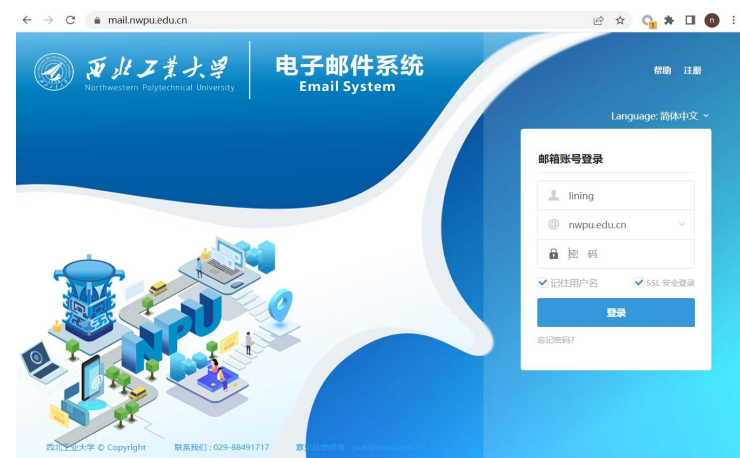 mail.nwpu.edu.cn
n
西北工业大学
Northwestern Polytechnical University
电子邮件系统
Email System
帮助 注册
Language: 简体中文
邮箱账号登录
lining
@ nwpu.edu.cn
密 码
记住用户名 SSL 安全登录
登录
忘记密码?
NPU
西北工业大学 © Copyright 联系我们 : 029-88491717